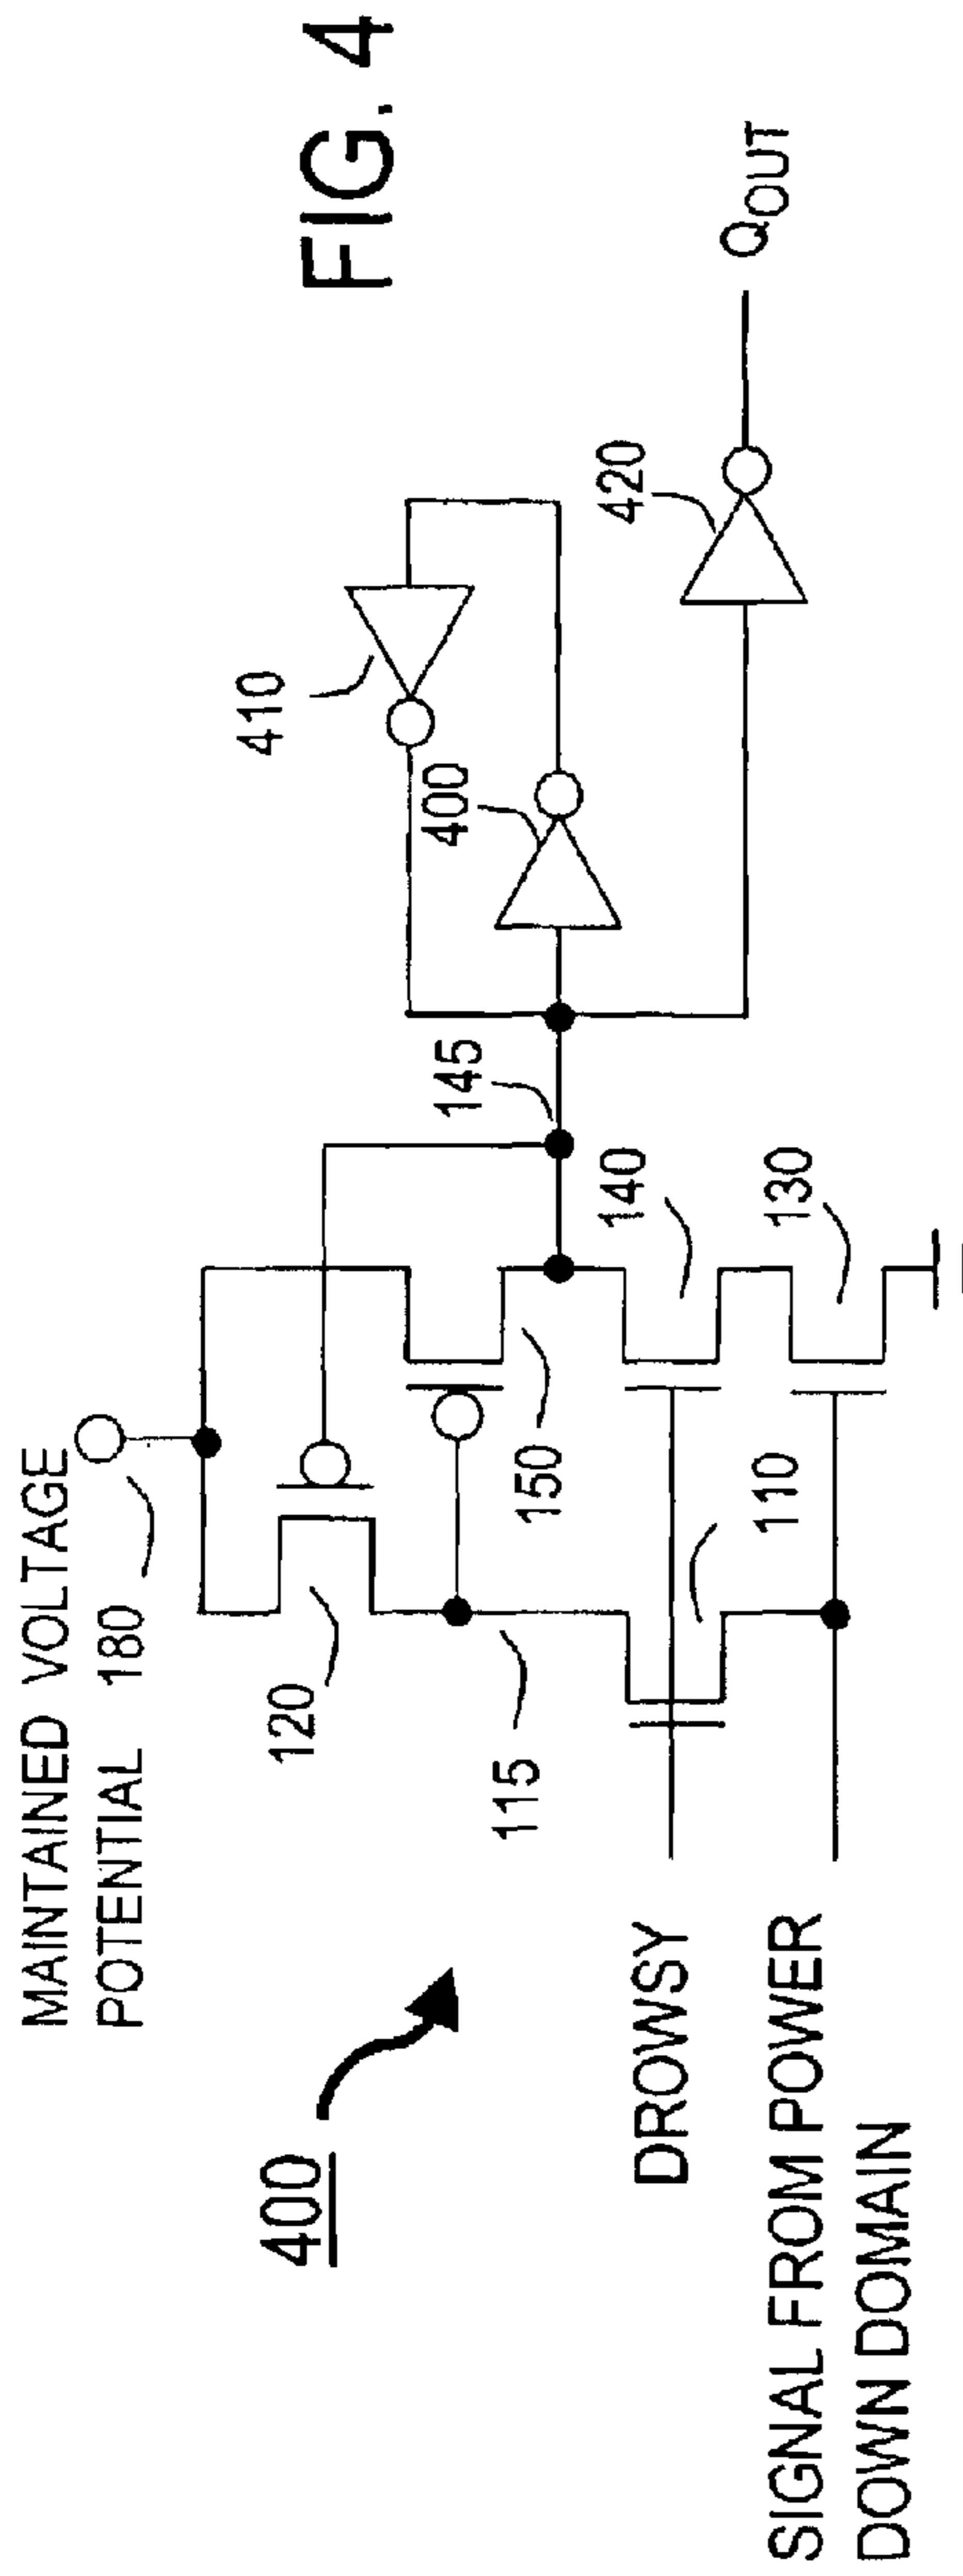 FIG. 4
MAINTAINED VOLTAGE
POTENTIAL 180
400
120
115
150
110
140
130
145
410
400
420
QOUT
DROWSY
SIGNAL FROM POWER
DOWN DOMAIN